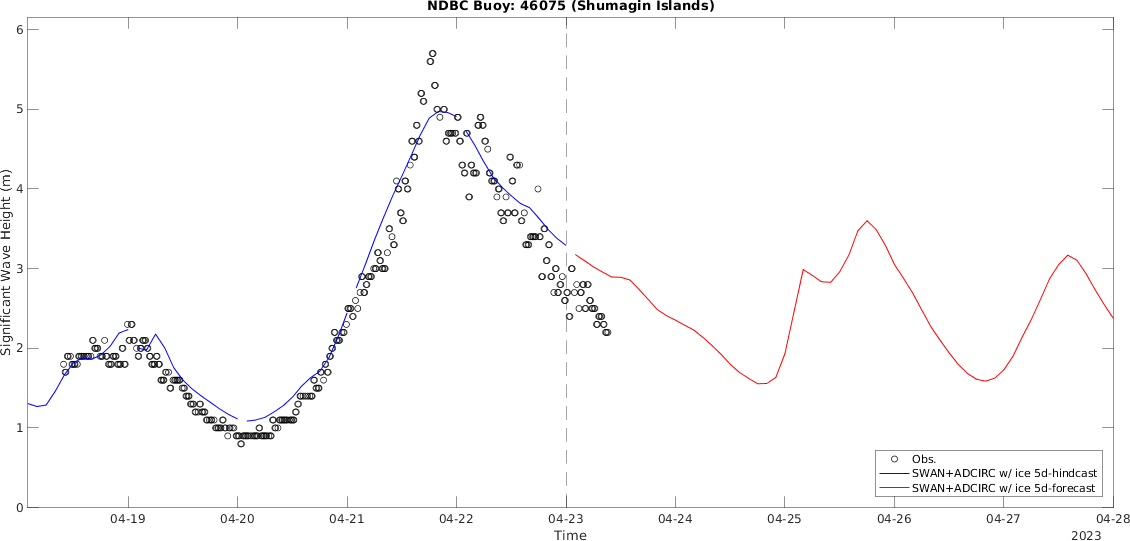 NDBC Buoy: 46075 (Shumagin Islands)
6
5
4
3
2
1
0
Significant Wave Height (m)
Obs.
SWAN+ADCIRC w/ ice 5d-hindcast
SWAN+ADCIRC w/ ice 5d-forecast
04-19 04-20 04-21 04-22 04-23 04-24 04-25 04-26 04-27 04-28
Time
2023